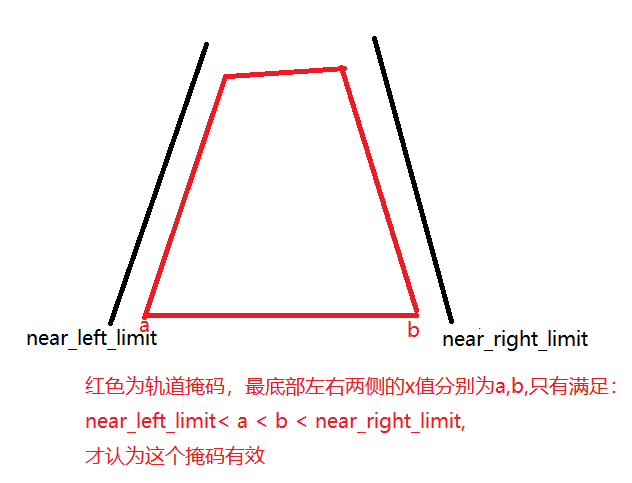 a
b
near_left_limit
near_right_limit
红色为轨道掩码，最底部左右两侧的x值分别为a,b,只有满足：
near_left_limit< a < b < near_right_limit,
才认为这个掩码有效